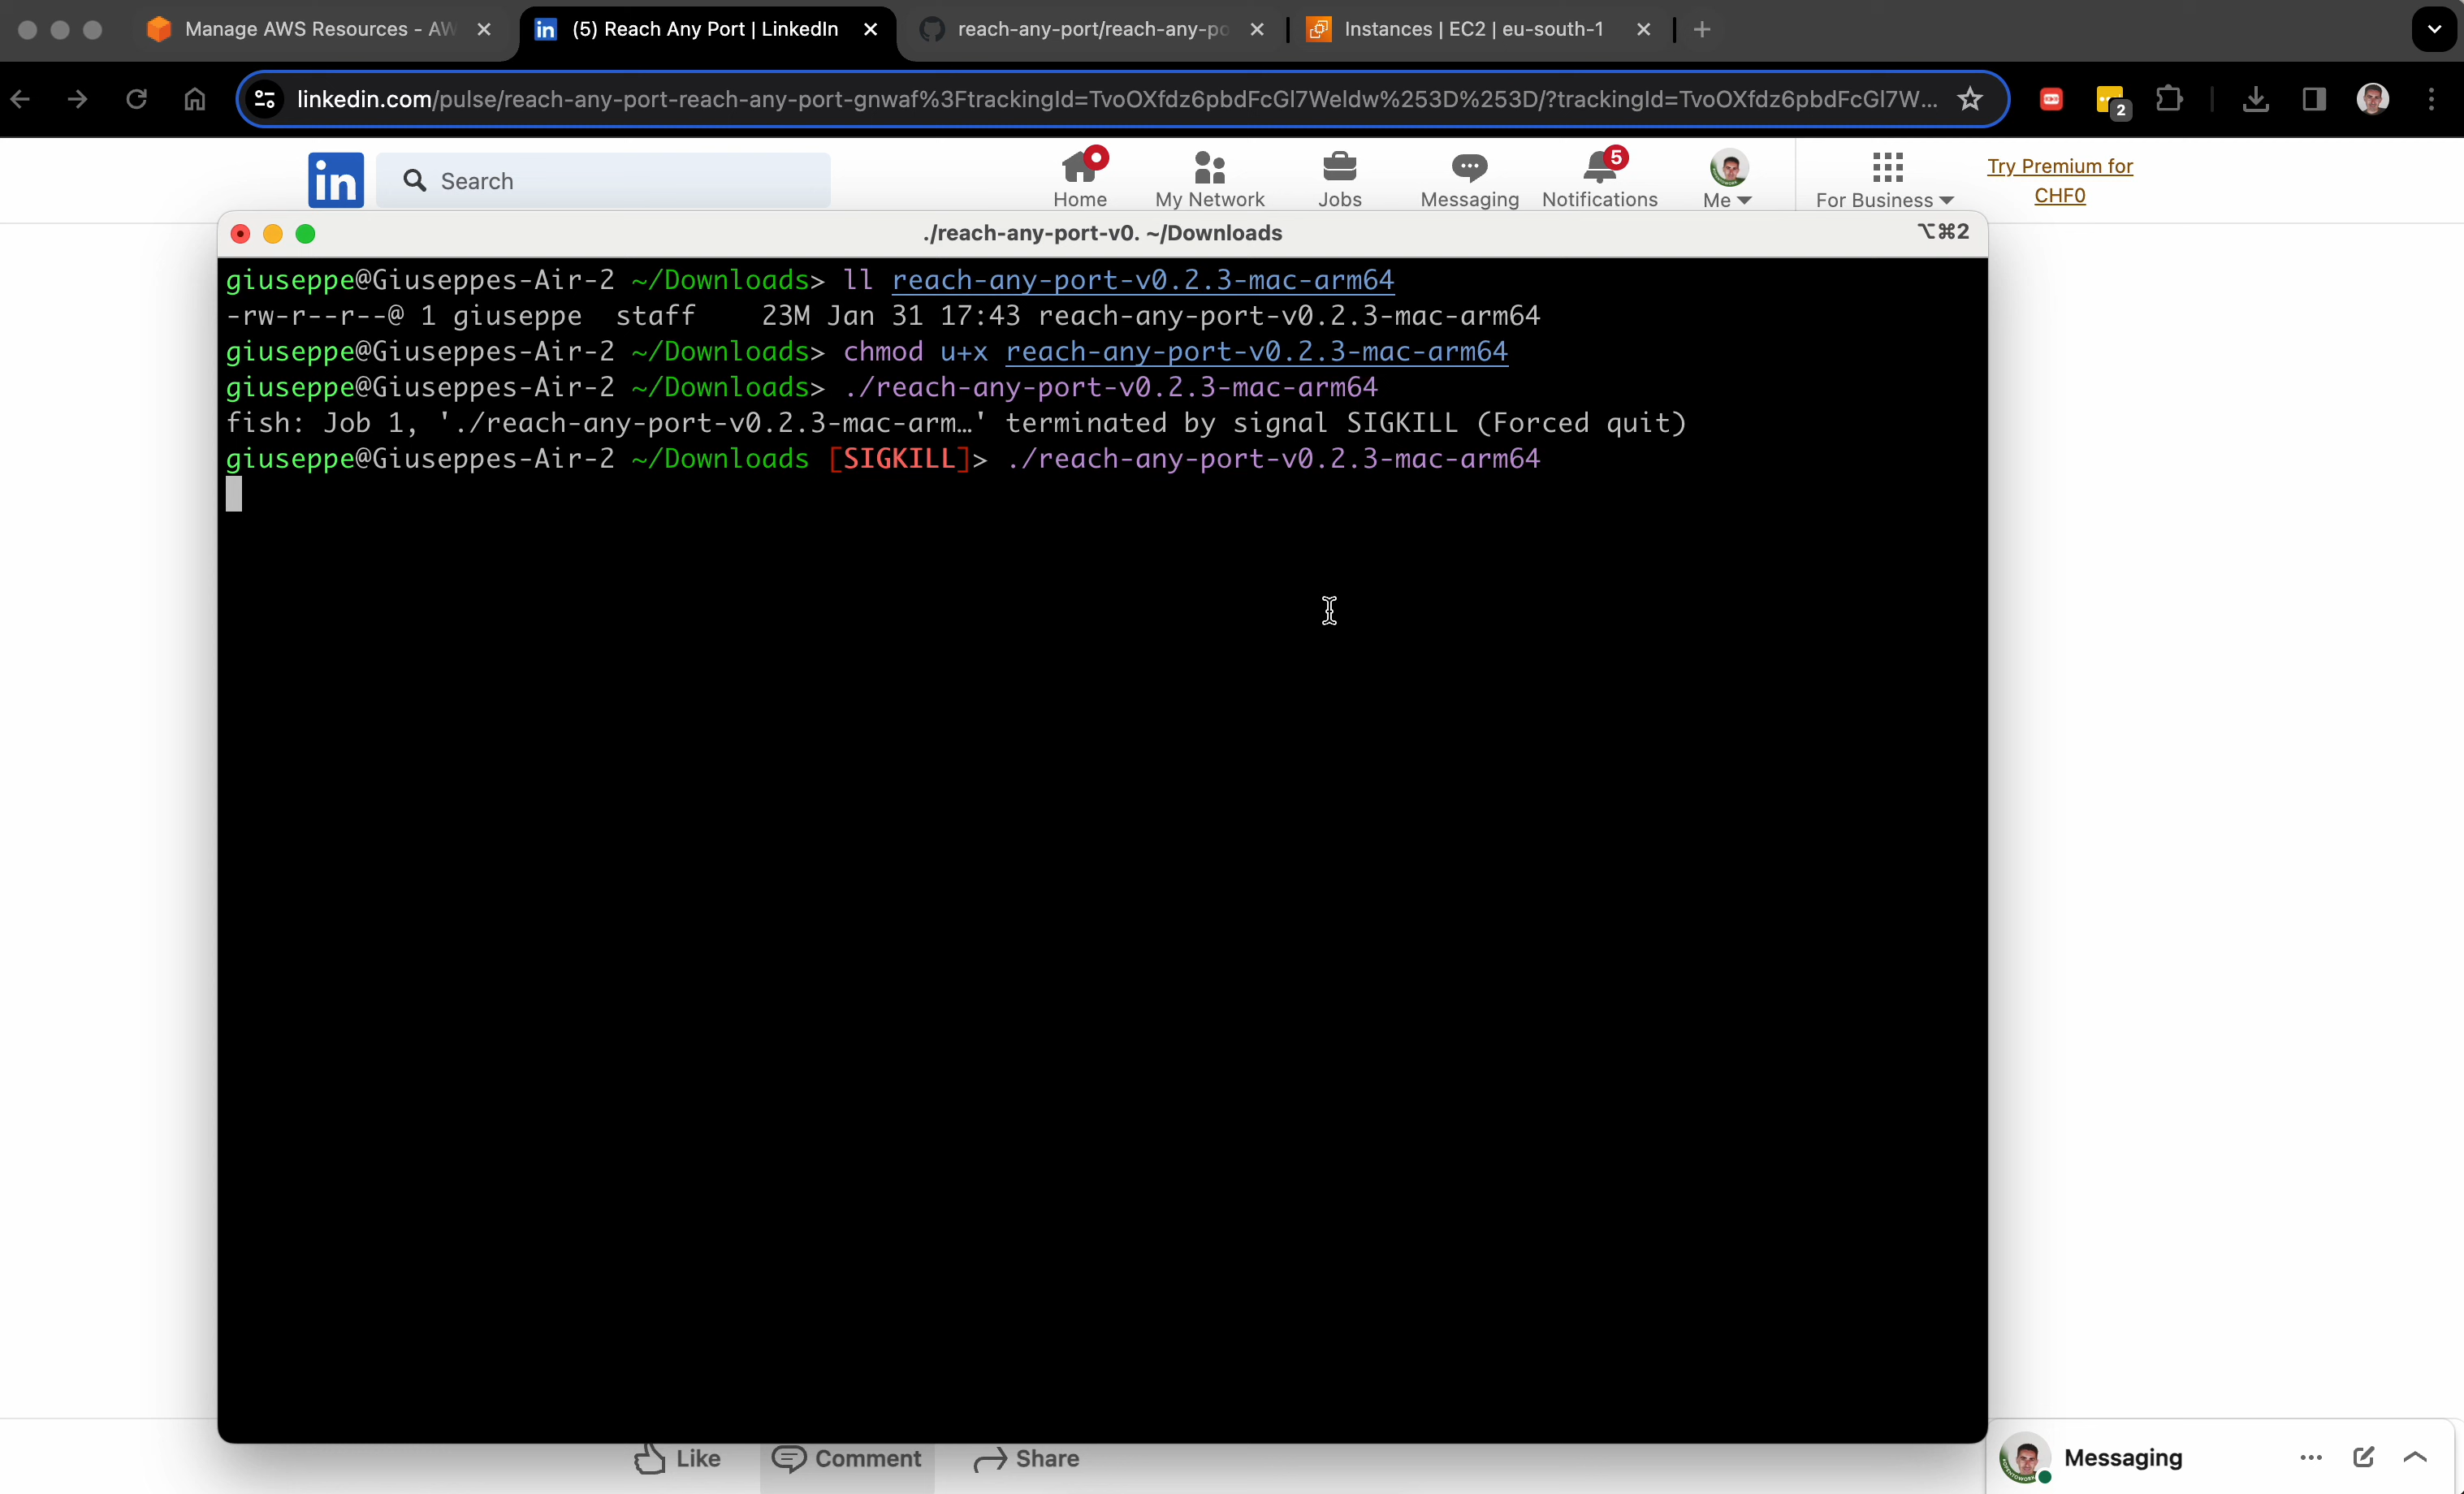 Manage AWS Resources - AW
(5) Reach Any Port | LinkedIn
reach-any-port/reach-any-po
Instances | EC2 | eu-south-1
linkedin.com/pulse/reach-any-port-reach-any-port-gnwaf%3FtrackingId=TvoOXfdz6pbdFcGl7Weldw%253D%253D/?trackingId=TvoOXfdz6pbdFcGl7W...
2
in
Search
Home
My Network
Jobs
Messaging
5
Notifications
Me
For Business
Try Premium for
CHF0
./reach-any-port-v0. ~/Downloads
⌥⌘2
giuseppe@Giuseppes-Air-2 ~/Downloads> ll reach-any-port-v0.2.3-mac-arm64
-rw-r--r--@ 1 giuseppe  staff    23M Jan 31 17:43 reach-any-port-v0.2.3-mac-arm64
giuseppe@Giuseppes-Air-2 ~/Downloads> chmod u+x reach-any-port-v0.2.3-mac-arm64
giuseppe@Giuseppes-Air-2 ~/Downloads> ./reach-any-port-v0.2.3-mac-arm64
fish: Job 1, './reach-any-port-v0.2.3-mac-arm…' terminated by signal SIGKILL (Forced quit)
giuseppe@Giuseppes-Air-2 ~/Downloads [SIGKILL]> ./reach-any-port-v0.2.3-mac-arm64
Like
Comment
Share
Messaging